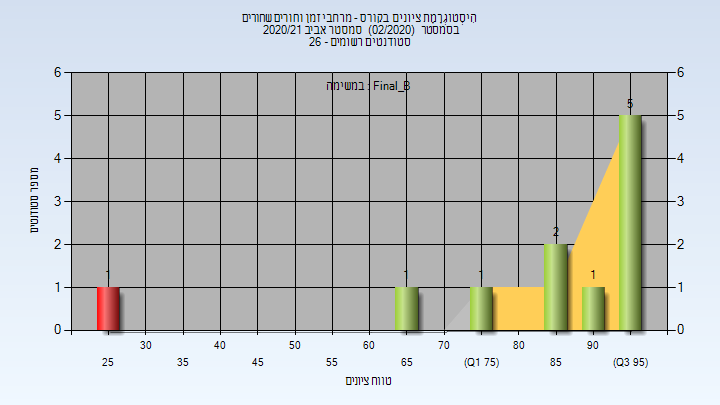 היסטוגרמת ציונים בקורס - מרחבי זמן וחורים שחורים
בסמסטר (02/2020) סמסטר אביב 2020/21
סטודנטים רשומים - 26
במשימה : Final_B
מספר סטודנטים
6 6
5 5
4 4
3 3
2 2
1 1
0 0
1 1 1 2 1 5
30 40 50 60 70 80 90
25 35 45 55 65 (Q1 75) 85 (Q3 95)
טווח ציונים